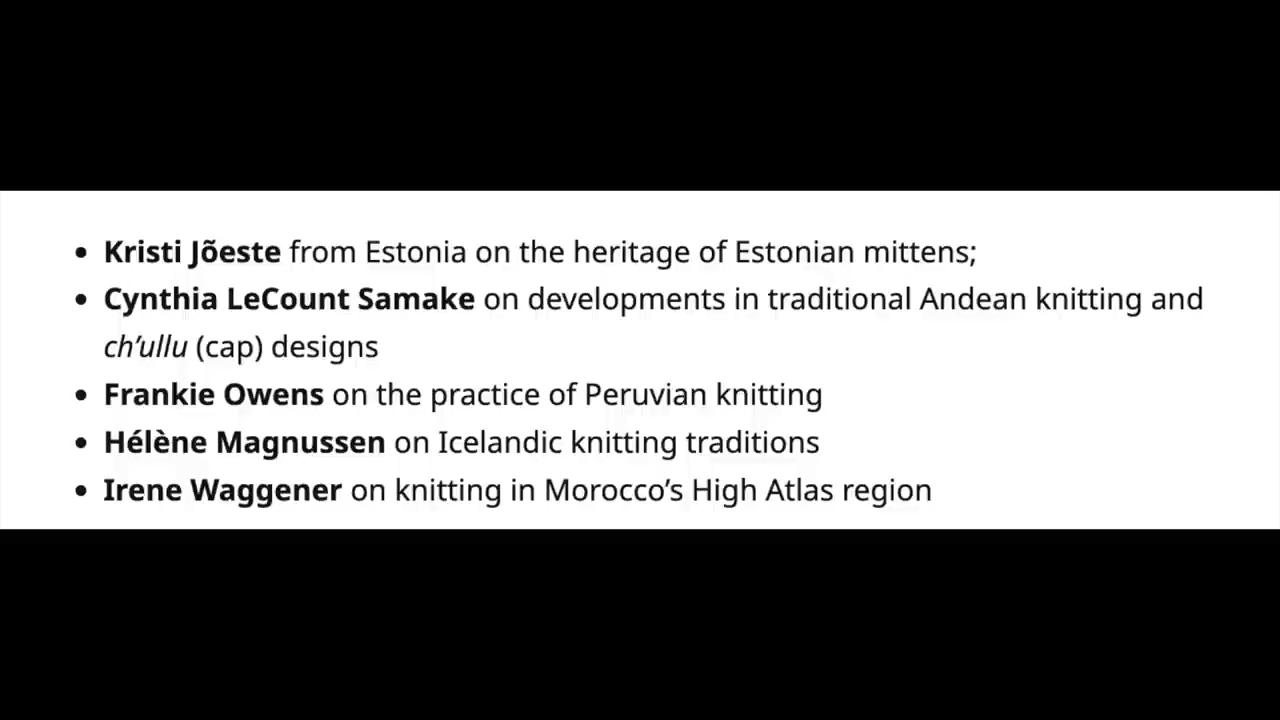 • Kristi Jõeste from Estonia on the heritage of Estonian mittens;
• Cynthia LeCount Samake on developments in traditional Andean knitting and
ch’ullu (cap) designs
• Frankie Owens on the practice of Peruvian knitting
• Hélène Magnussen on Icelandic knitting traditions
• Irene Waggener on knitting in Morocco’s High Atlas region